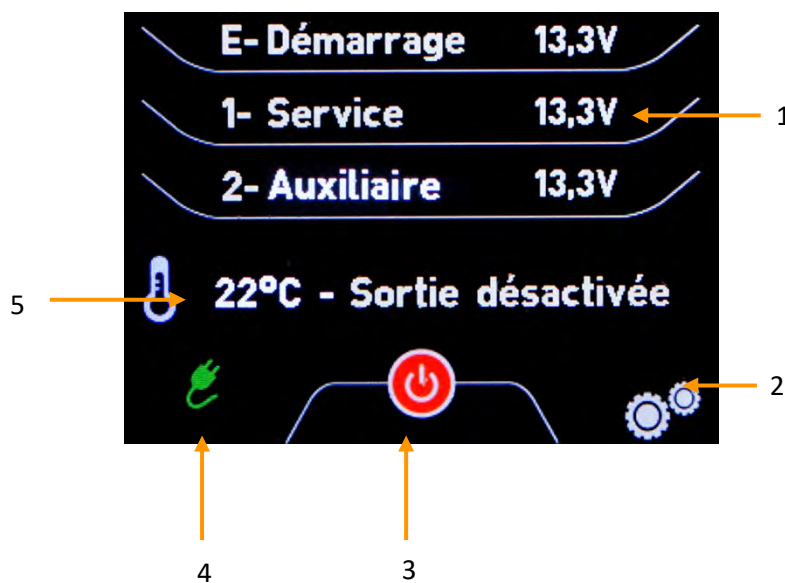 E- Démarrage 13,3V
1- Service 13,3V
1
2- Auxiliaire 13,3V
5
22°C - Sortie désactivée
2
4
3